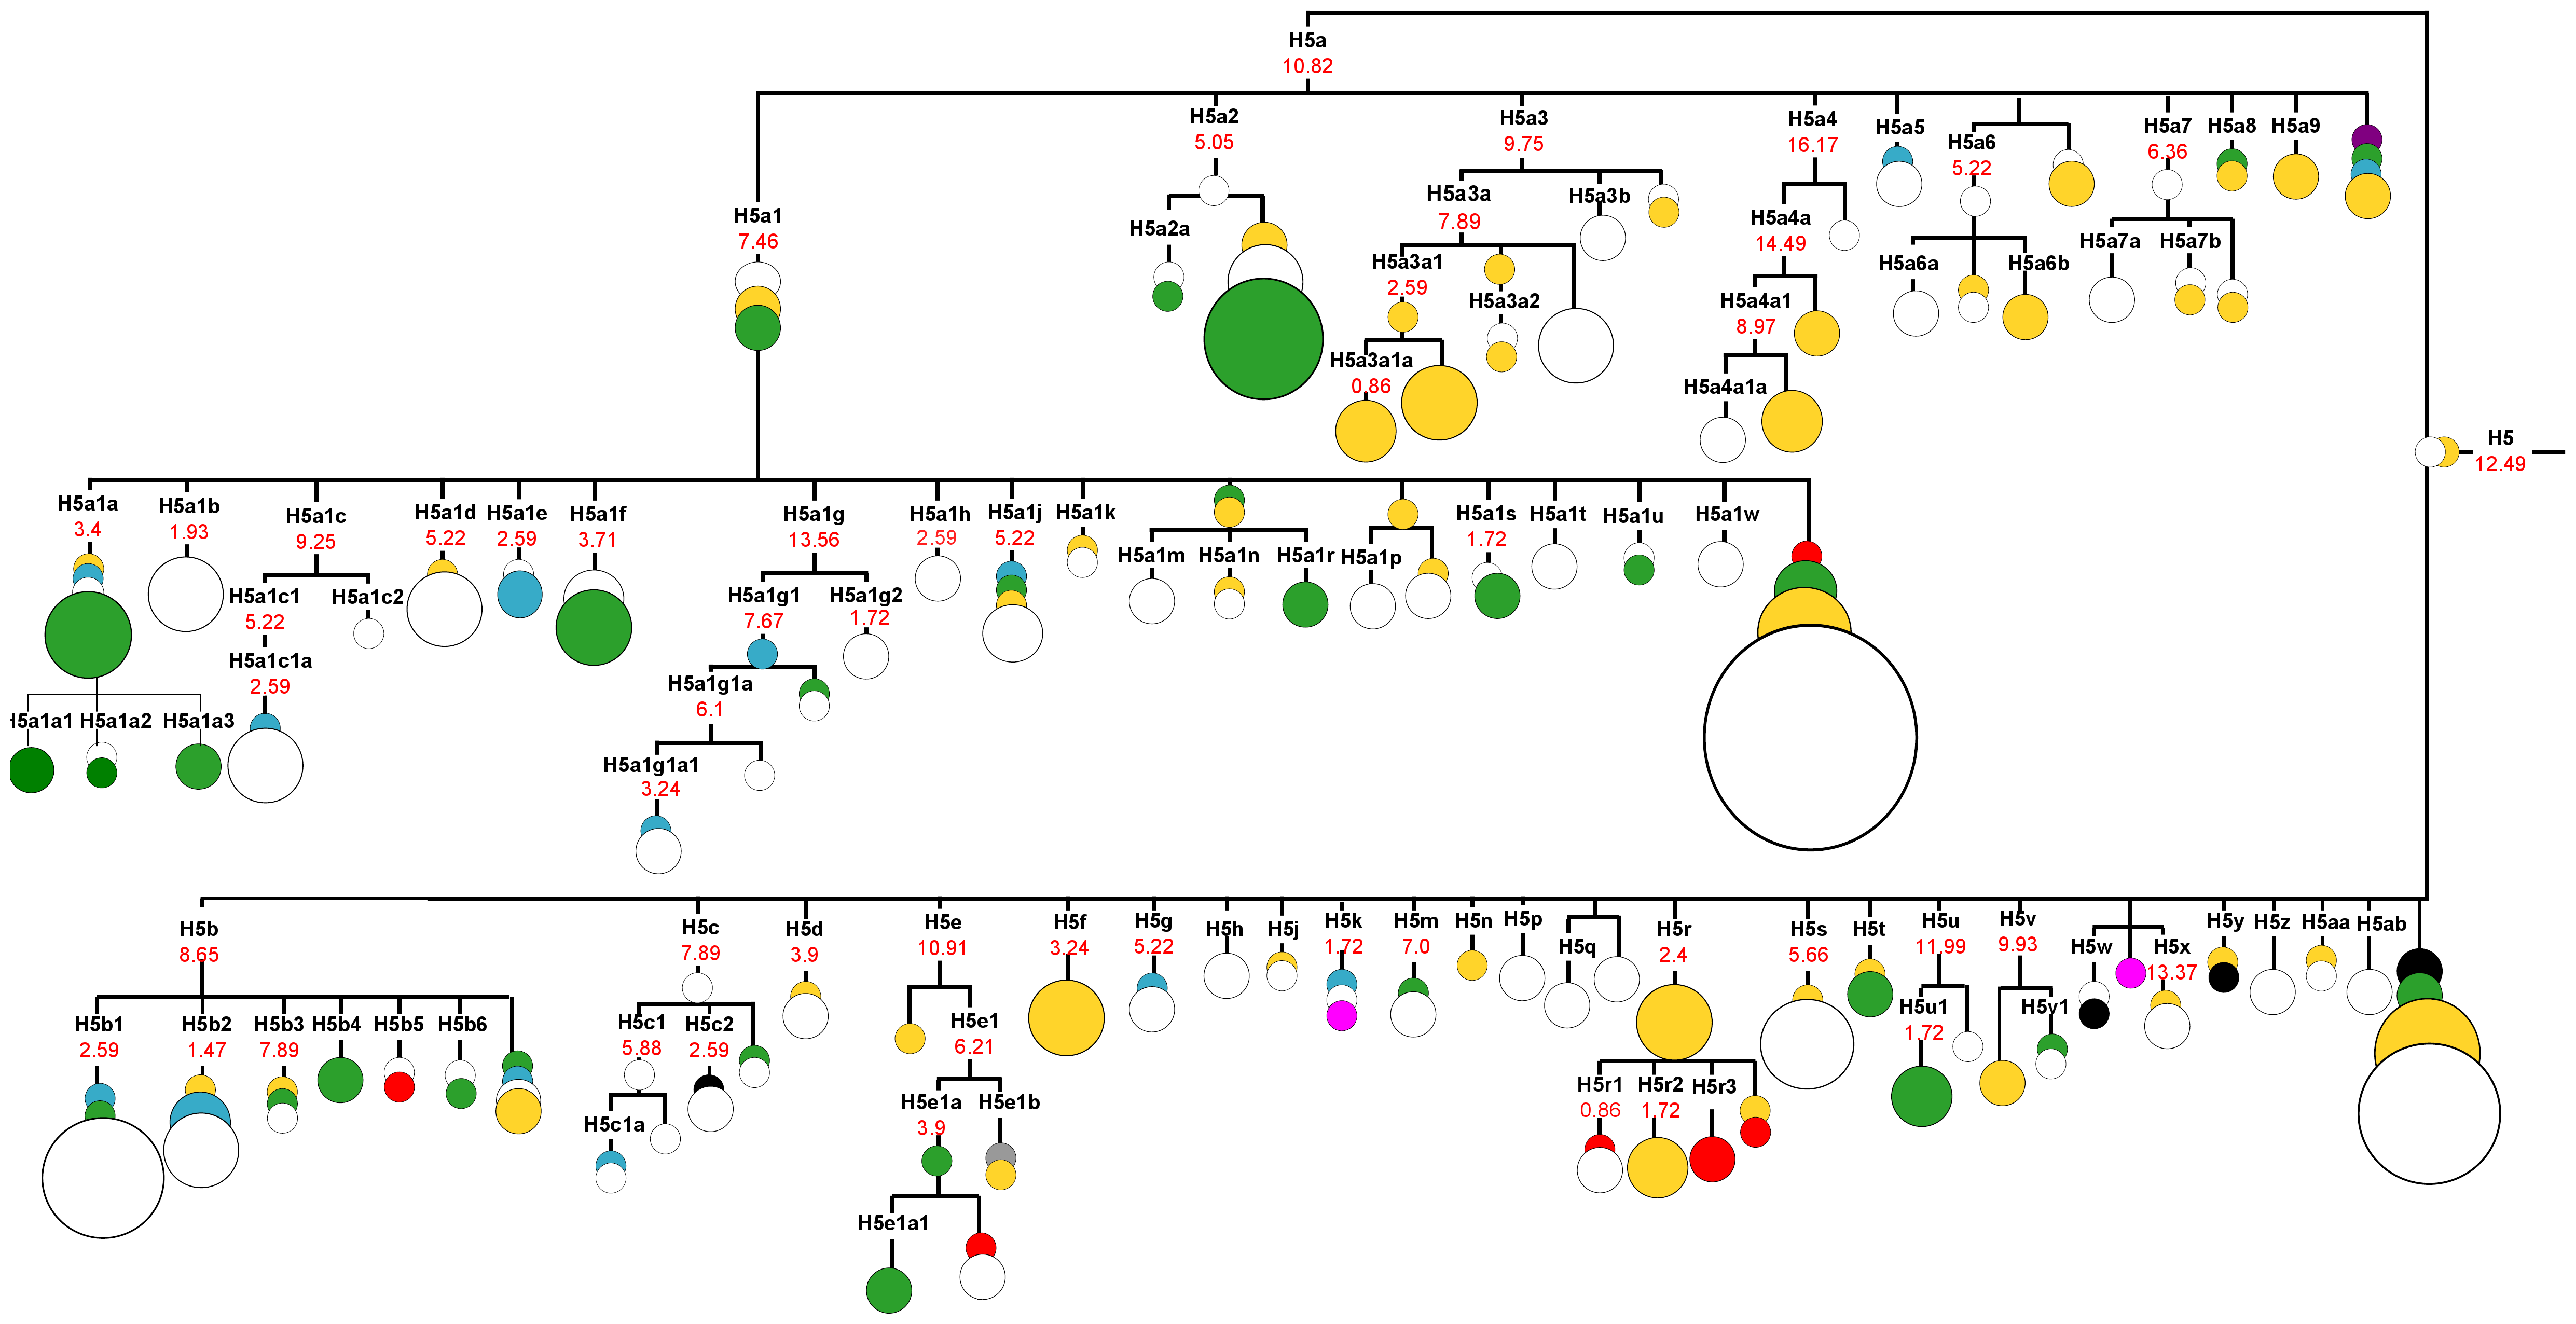 H5a
10.82
H5a1
7.46
H5a2
5.05
H5a2a
H5a3
9.75
H5a3a
7.89
H5a3b
H5a3a1
2.59
H5a3a2
H5a3a1a
0.86
H5a4
16.17
H5a4a
14.49
H5a4a1
8.97
H5a4a1a
H5a5
H5a6
5.22
H5a6a
H5a6b
H5a7
6.36
H5a7a
H5a7b
H5a8
H5a9
H5
12.49
H5a1a
3.4
H5a1b
1.93
H5a1c
9.25
H5a1d
5.22
H5a1e
2.59
H5a1f
3.71
H5a1g
13.56
H5a1h
2.59
H5a1j
5.22
H5a1k
H5a1m
H5a1n
H5a1r
H5a1p
H5a1s
1.72
H5a1t
H5a1u
H5a1w
H5a1c1
5.22
H5a1c2
H5a1c1a
2.59
H5a1g1
7.67
H5a1g2
1.72
H5a1g1a
6.1
H5a1g1a1
3.24
H5a1a1
H5a1a2
H5a1a3
H5b
8.65
H5b1
2.59
H5b2
1.47
H5b3
7.89
H5b4
H5b5
H5b6
H5c
7.89
H5c1
5.88
H5c2
2.59
H5c1a
H5d
3.9
H5e
10.91
H5e1
6.21
H5e1a
3.9
H5e1b
H5e1a1
H5f
3.24
H5g
5.22
H5h
H5j
H5k
1.72
H5m
7.0
H5n
H5p
H5q
H5r
2.4
H5r1
0.86
H5r2
1.72
H5r3
H5s
5.66
H5t
H5u
11.99
H5u1
1.72
H5v
9.93
H5v1
H5w
H5x
13.37
H5y
H5z
H5aa
H5ab